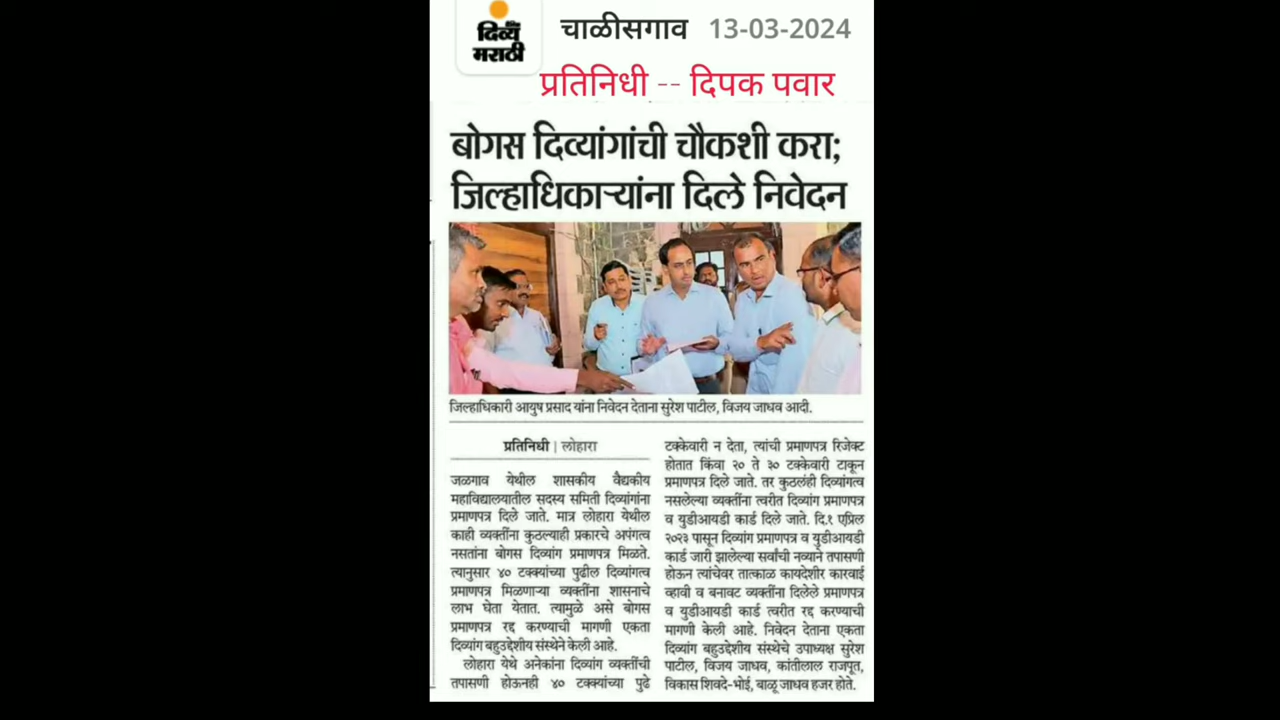 दिव्य
मराठी
चाळीसगाव 13-03-2024
प्रतिनिधी -- दिपक पवार
बोगस दिव्यांगांची चौकशी करा;
जिल्हाधिकाऱ्यांना दिले निवेदन
जिल्हाधिकारी आयुष प्रसाद यांना निवेदन देताना सुरेश पाटील, विजय जाधव आदी.
प्रतिनिधी | लोहारा
जळगाव येथील शासकीय वैद्यकीय
महाविद्यालयातील सदस्य समिती दिव्यांगांना
प्रमाणपत्र दिले जाते. मात्र लोहारा येथील
काही व्यक्तींना कुठल्याही प्रकारचे अपंगत्व
नसतांना बोगस दिव्यांग प्रमाणपत्र मिळते.
त्यानुसार ४० टक्क्यांच्या पुढील दिव्यांगत्व
प्रमाणपत्र मिळणाऱ्या व्यक्तींना शासनाचे
लाभ घेता येतात. त्यामुळे असे बोगस
प्रमाणपत्र रद्द करण्याची मागणी एकता
दिव्यांग बहुउद्देशीय संस्थेने केली आहे.
लोहारा येथे अनेकांना दिव्यांग व्यक्तींची
तपासणी होऊनही ४० टक्क्यांच्या पुढे
टक्केवारी न देता, त्यांची प्रमाणपत्र रिजेक्ट
होतात किंवा २० ते ३० टक्केवारी टाकून
प्रमाणपत्र दिले जाते. तर कुठलंही दिव्यांगत्व
नसलेल्या व्यक्तींना त्वरीत दिव्यांग प्रमाणपत्र
व युडीआयडी कार्ड दिले जाते. दि.१ एप्रिल
२०२३ पासून दिव्यांग प्रमाणपत्र व युडीआयडी
कार्ड जारी झालेल्या सर्वांची नव्याने तपासणी
होऊन त्यांचेवर तात्काळ कायदेशीर कारवाई
व्हावी व बनावट व्यक्तींना दिलेले प्रमाणपत्र
व युडीआयडी कार्ड त्वरीत रद्द करण्याची
मागणी केली आहे. निवेदन देताना एकता
दिव्यांग बहुउद्देशीय संस्थेचे उपाध्यक्ष सुरेश
पाटील, विजय जाधव, कांतीलाल राजपूत,
विकास शिवदे-भोई, बाळू जाधव हजर होते.